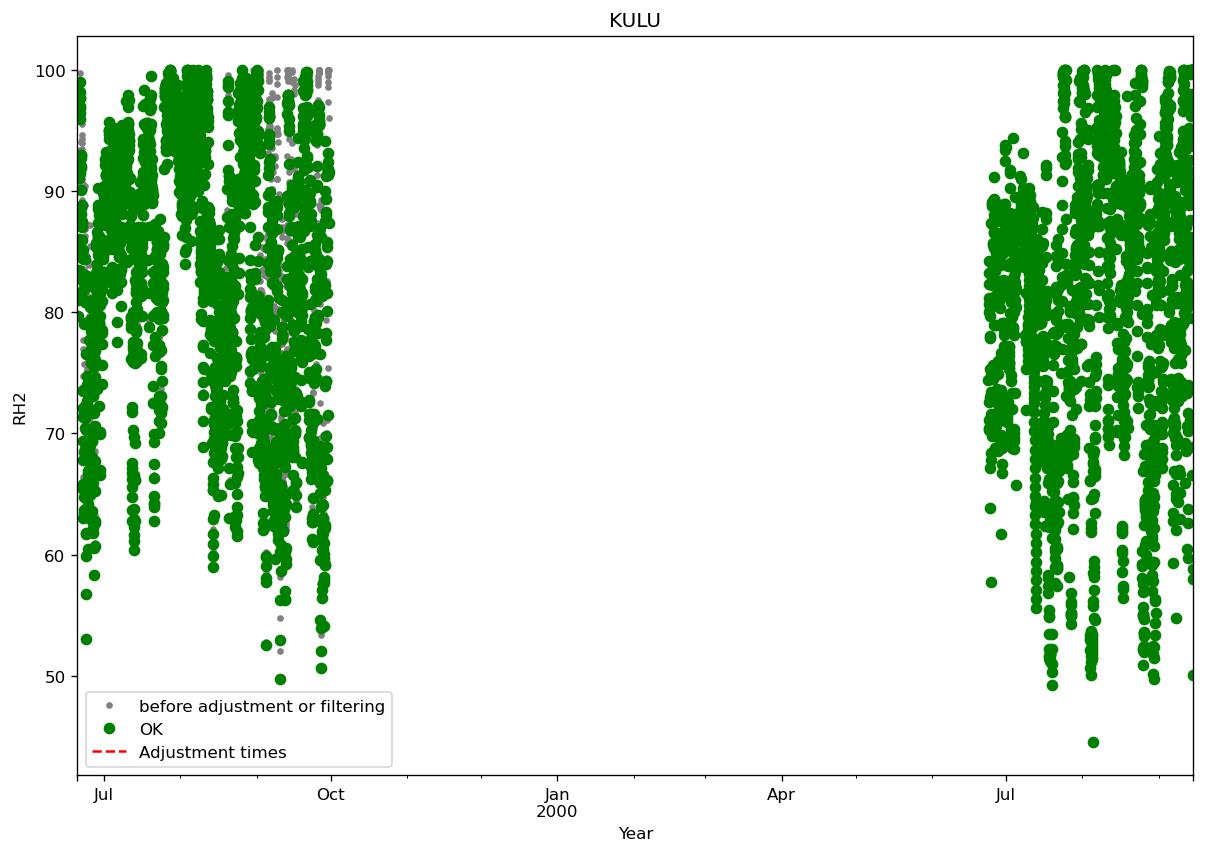 KULU
RH2
100
90
80
70
60
50
before adjustment or filtering
OK
Adjustment times
Jul
Oct
Jan
2000
Apr
Jul
Year